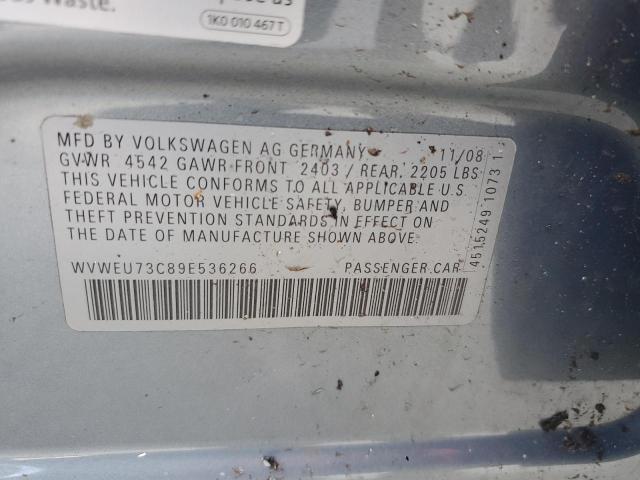 Waste.
1K0 010 467 T
MFD BY VOLKSWAGEN AG GERMANY 11/08
GVWR 4542 GAWR FRONT 2403 / REAR. 2205 LBS
THIS VEHICLE CONFORMS TO ALL APPLICABLE U.S.
FEDERAL MOTOR VEHICLE SAFETY, BUMPER AND
THEFT PREVENTION STANDARDS IN EFFECT ON
THE DATE OF MANUFACTURE SHOWN ABOVE.
WVWEU73C89E536266 PASSENGER.CAR
4515249 1073 1